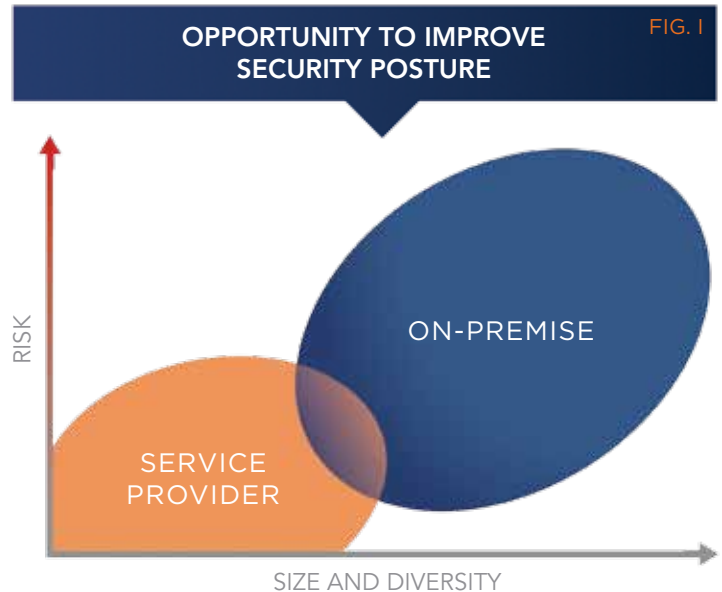 OPPORTUNITY TO IMPROVE
SECURITY POSTURE
FIG. I
RISK
ON-PREMISE
SERVICE
PROVIDER
SIZE AND DIVERSITY